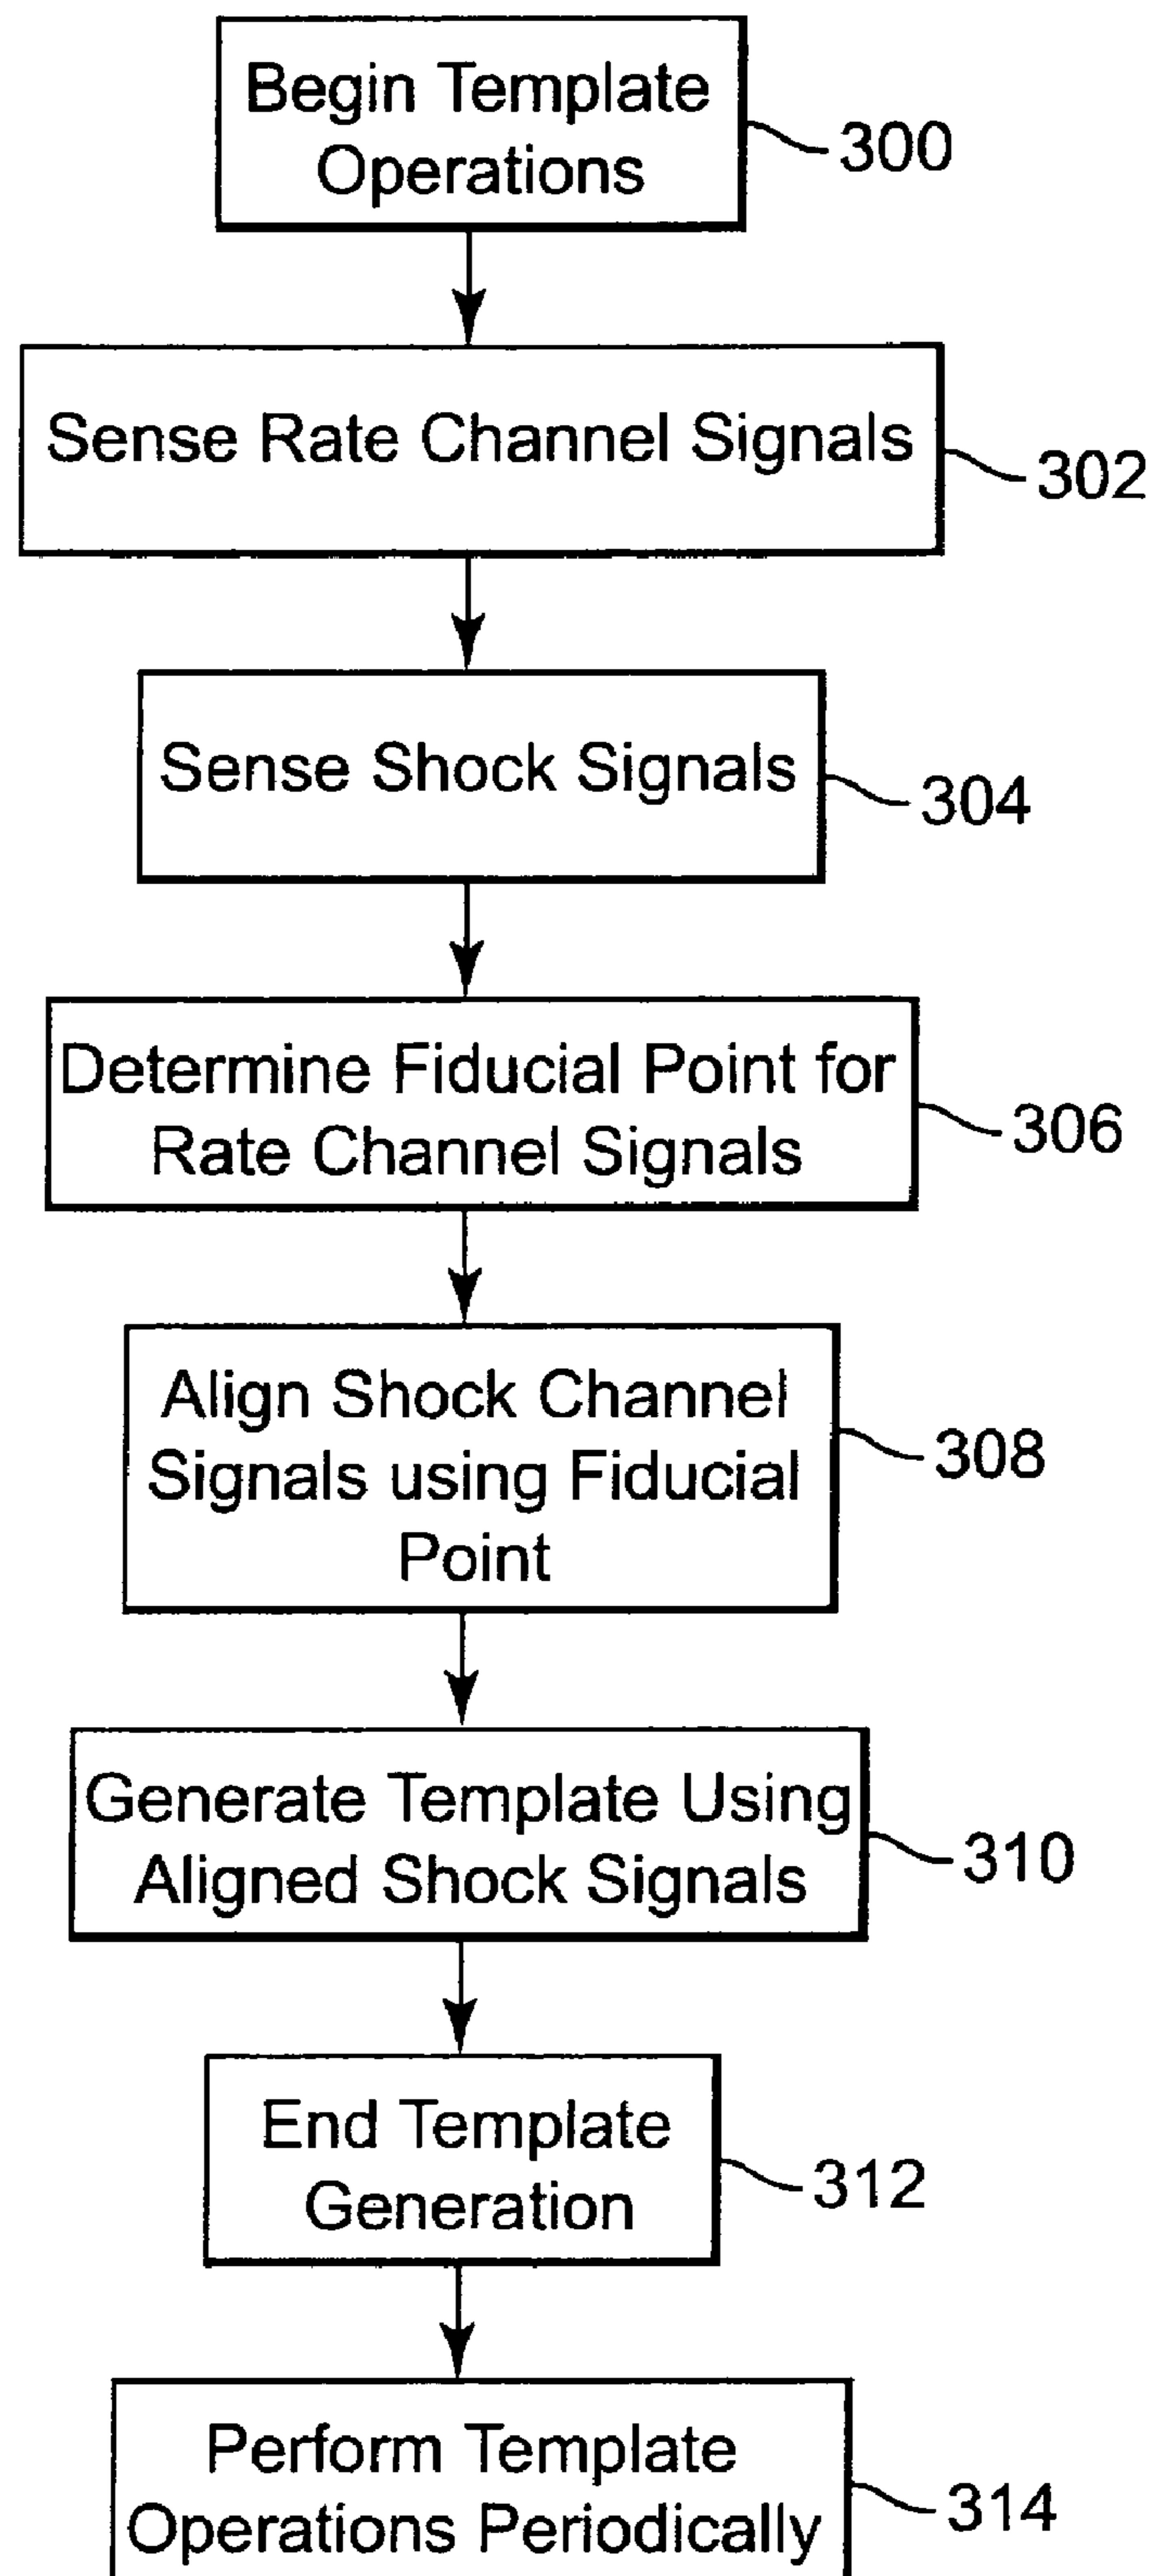 Begin Template
Operations
300
Sense Rate Channel Signals
302
Sense Shock Signals
304
Determine Fiducial Point for
Rate Channel Signals
306
Align Shock Channel
Signals using Fiducial
Point
308
Generate Template Using
Aligned Shock Signals
310
End Template
Generation
312
Perform Template
Operations Periodically
314